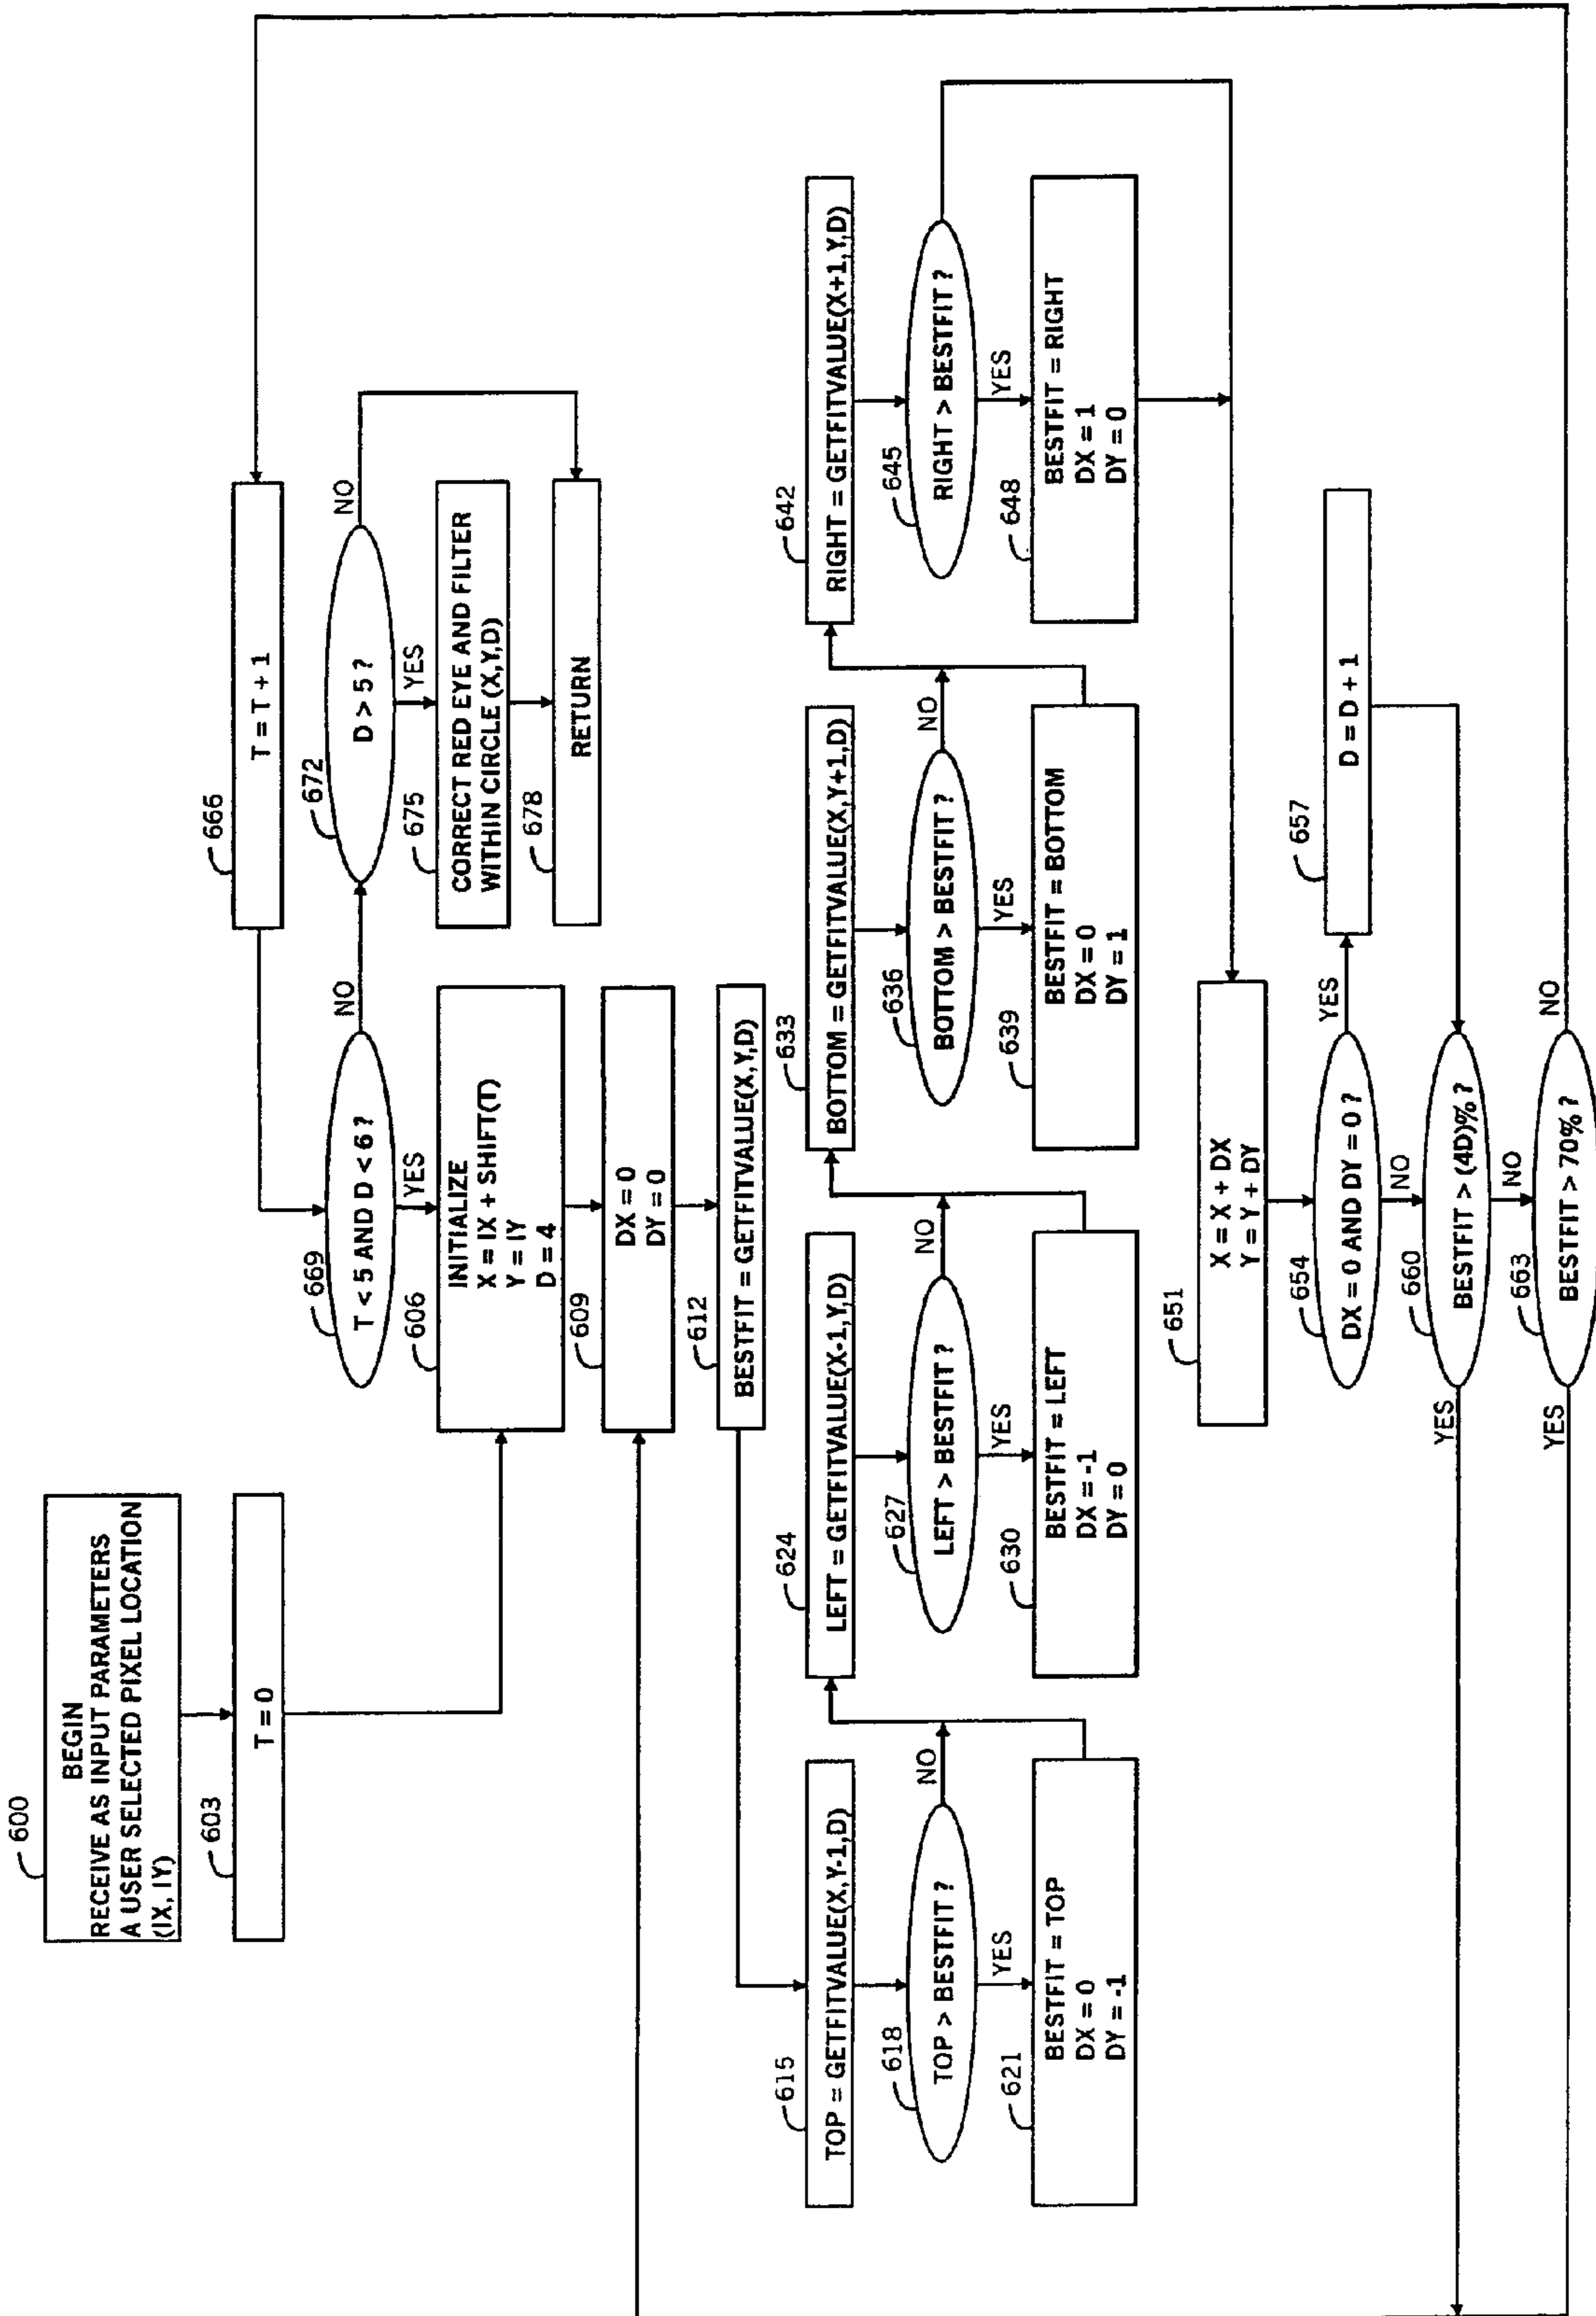 600
BEGIN
RECEIVE AS INPUT PARAMETERS
A USER SELECTED PIXEL LOCATION
(IX, IY)
603
T = 0
666
T = T + 1
669
T < 5 AND D < 6 ?
NO
YES
672
D > 5 ?
NO
YES
675
CORRECT RED EYE AND FILTER
WITHIN CIRCLE (X,Y,D)
678
RETURN
606
INITIALIZE
X = IX + SHIFT(T)
Y = IY
D = 4
609
DX = 0
DY = 0
612
BESTFIT = GETFITVALUE(X,Y,D)
615
TOP = GETFITVALUE(X,Y-1,D)
618
TOP > BESTFIT ?
NO
YES
621
BESTFIT = TOP
DX = 0
DY = -1
624
LEFT = GETFITVALUE(X-1,Y,D)
627
LEFT > BESTFIT ?
NO
YES
630
BESTFIT = LEFT
DX = -1
DY = 0
633
BOTTOM = GETFITVALUE(X,Y+1,D)
636
BOTTOM > BESTFIT ?
NO
YES
639
BESTFIT = BOTTOM
DX = 0
DY = 1
642
RIGHT = GETFITVALUE(X+1,Y,D)
645
RIGHT > BESTFIT ?
YES
648
BESTFIT = RIGHT
DX = 1
DY = 0
651
X = X + DX
Y = Y + DY
654
DX = 0 AND DY = 0 ?
YES
NO
657
D = D + 1
660
BESTFIT > (4D)% ?
YES
NO
663
BESTFIT > 70% ?
YES
NO